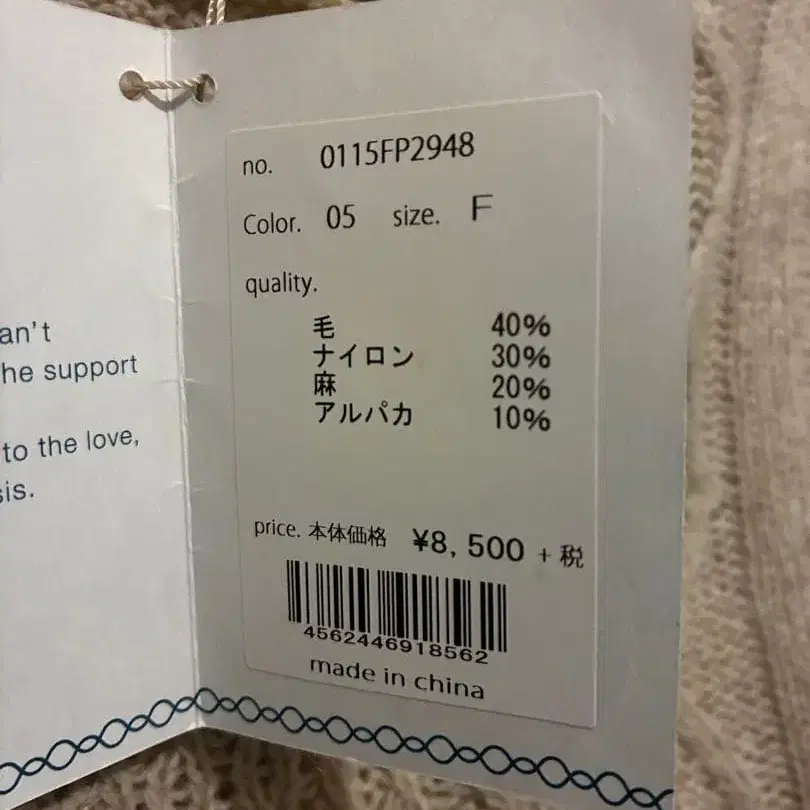 an't
he support
to the love,
sis.
no. 0115FP2948
Color. 05 size. F
quality.
毛 40%
ナイロン 30%
麻 20%
アルパカ 10%
price. 本体価格 ¥8,500 + 税
4562446918562
made in china